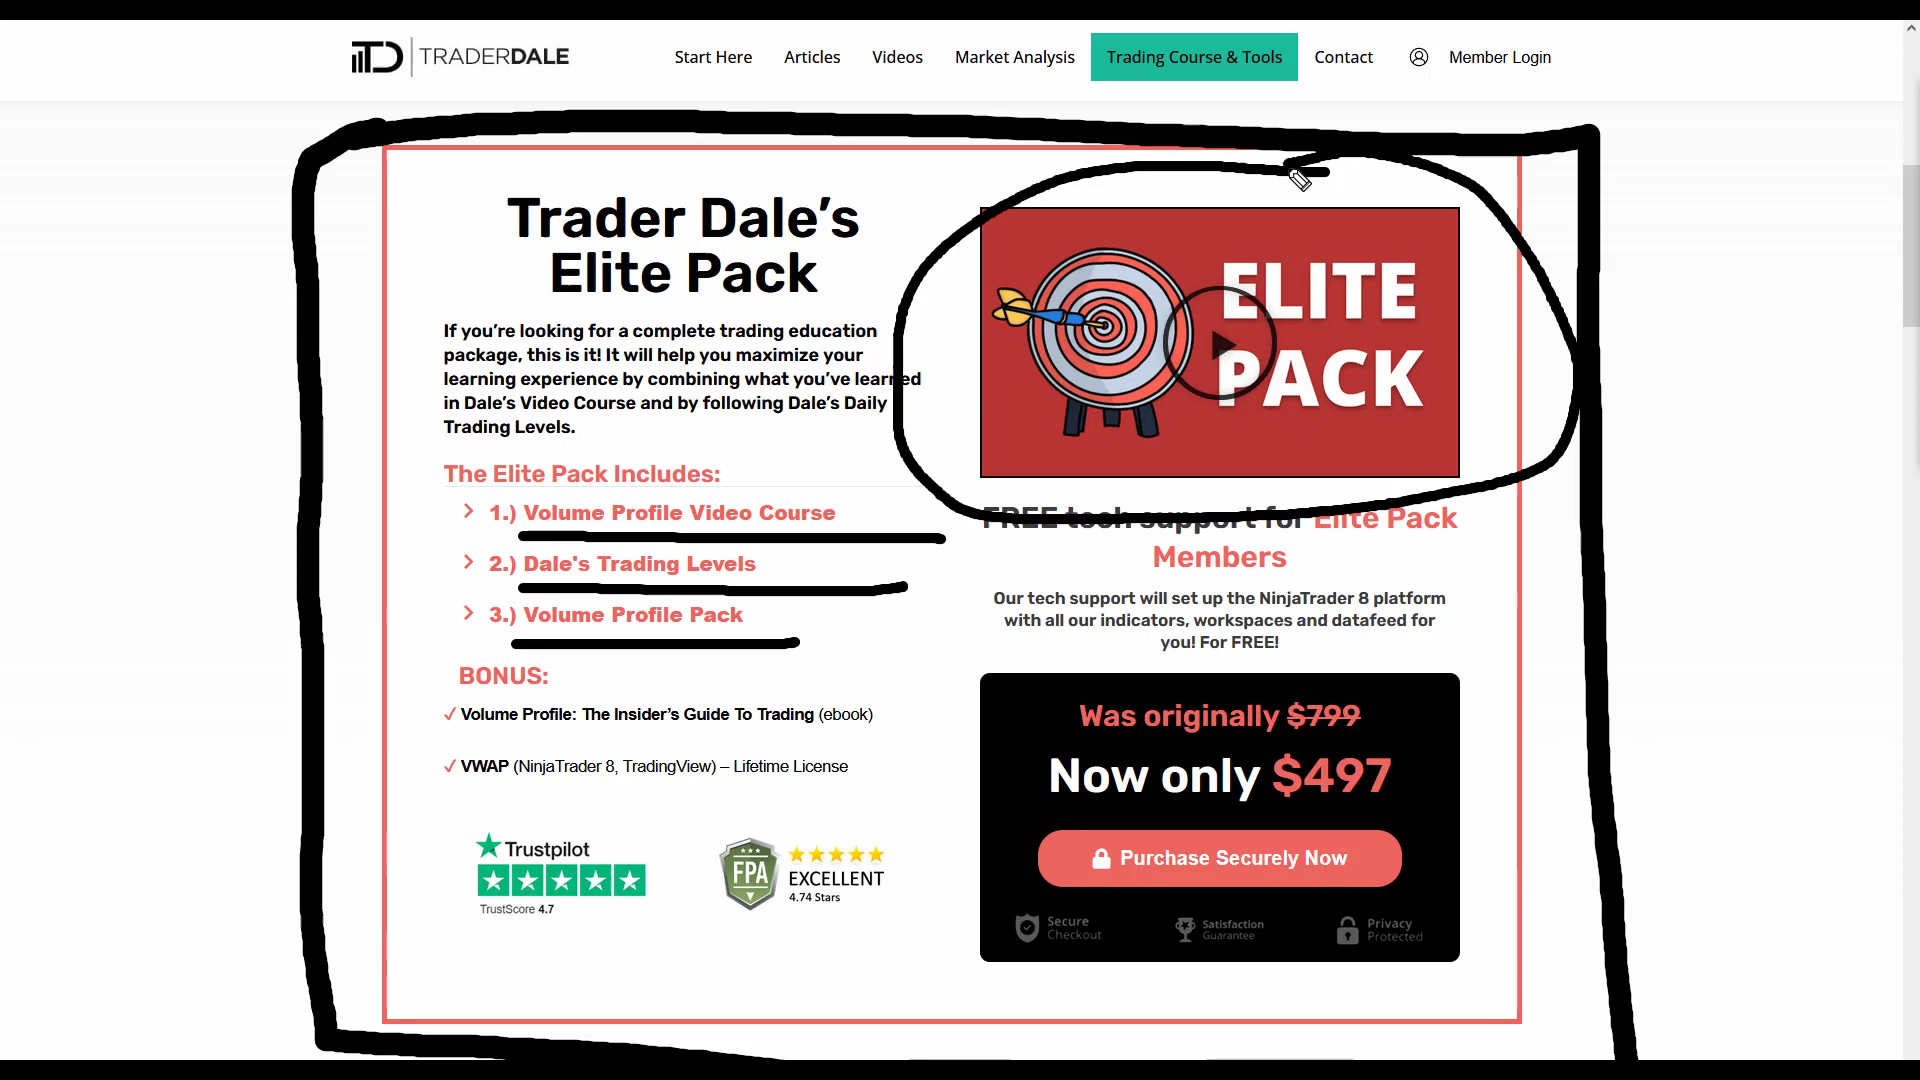 TD | TRADERDALE
Start Here
Articles
Videos
Market Analysis
Trading Course & Tools
Contact
Member Login
Trader Dale’s
Elite Pack
If you’re looking for a complete trading education
package, this is it! It will help you maximize your
learning experience by combining what you’ve learned
in Dale’s Video Course and by following Dale’s Daily
Trading Levels.
The Elite Pack Includes:
1.) Volume Profile Video Course
2.) Dale's Trading Levels
3.) Volume Profile Pack
BONUS:
Volume Profile: The Insider’s Guide To Trading (ebook)
VWAP (NinjaTrader 8, TradingView) – Lifetime License
Trustpilot
TrustScore 4.7
FPA
EXCELLENT
4.74 Stars
ELITE
PACK
FREE tech support for Elite Pack
Members
Our tech support will set up the NinjaTrader 8 platform
with all our indicators, workspaces and datafeed for
you! For FREE!
Was originally $799
Now only $497
Purchase Securely Now
Secure
Checkout
Satisfaction
Guarantee
Privacy
Protected